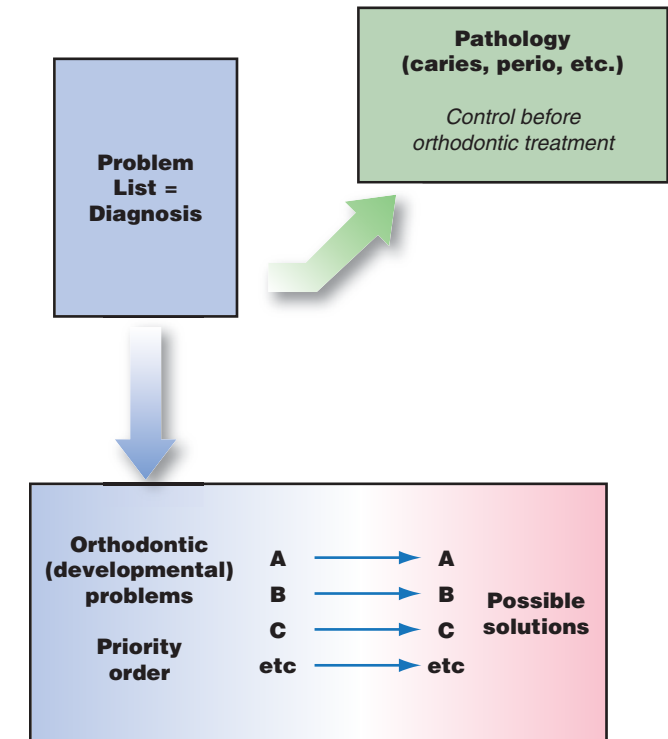 Pathology
(caries, perio, etc.)
Control before
orthodontic treatment
Problem
List =
Diagnosis
Orthodontic
(developmental)
problems
Priority
order
A A
B B
C C
etc etc
Possible
solutions